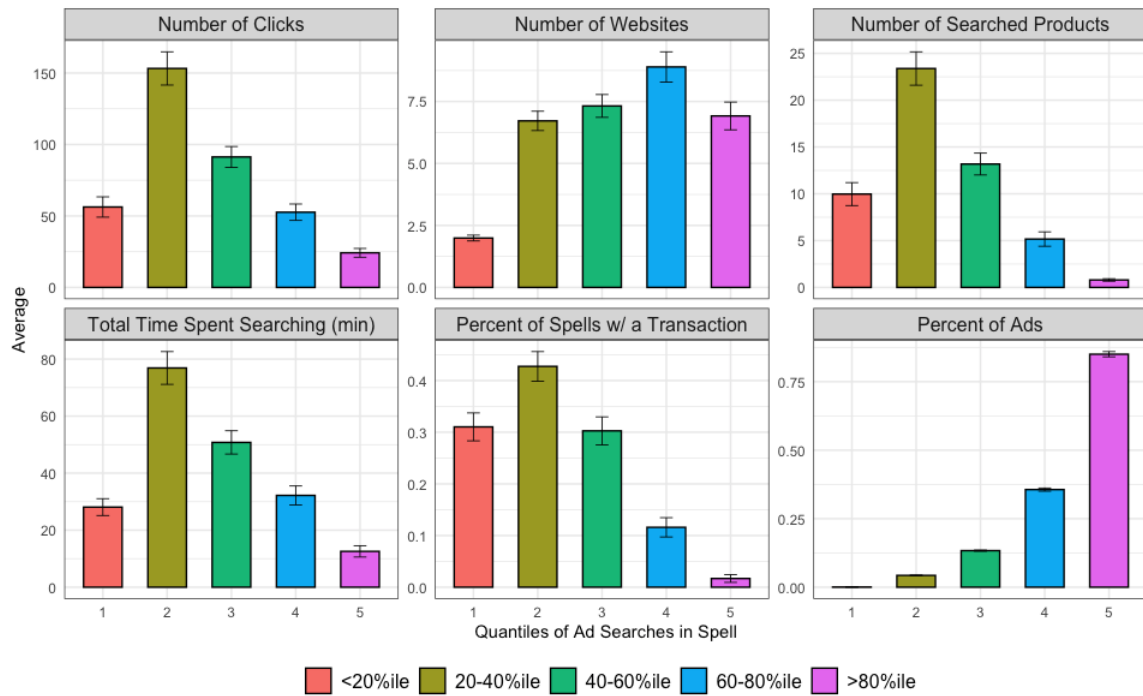 Number of Clicks
Number of Websites
Number of Searched Products
150
100
50
0
7.5
5.0
2.5
0.0
25
20
15
10
5
0
Average
Total Time Spent Searching (min)
Percent of Spells w/ a Transaction
Percent of Ads
80
60
40
20
0
0.4
0.3
0.2
0.1
0.0
0.75
0.50
0.25
0.00
1 2 3 4 5
1 2 3 4 5
1 2 3 4 5
Quantiles of Ad Searches in Spell
<20%ile 20-40%ile 40-60%ile 60-80%ile >80%ile